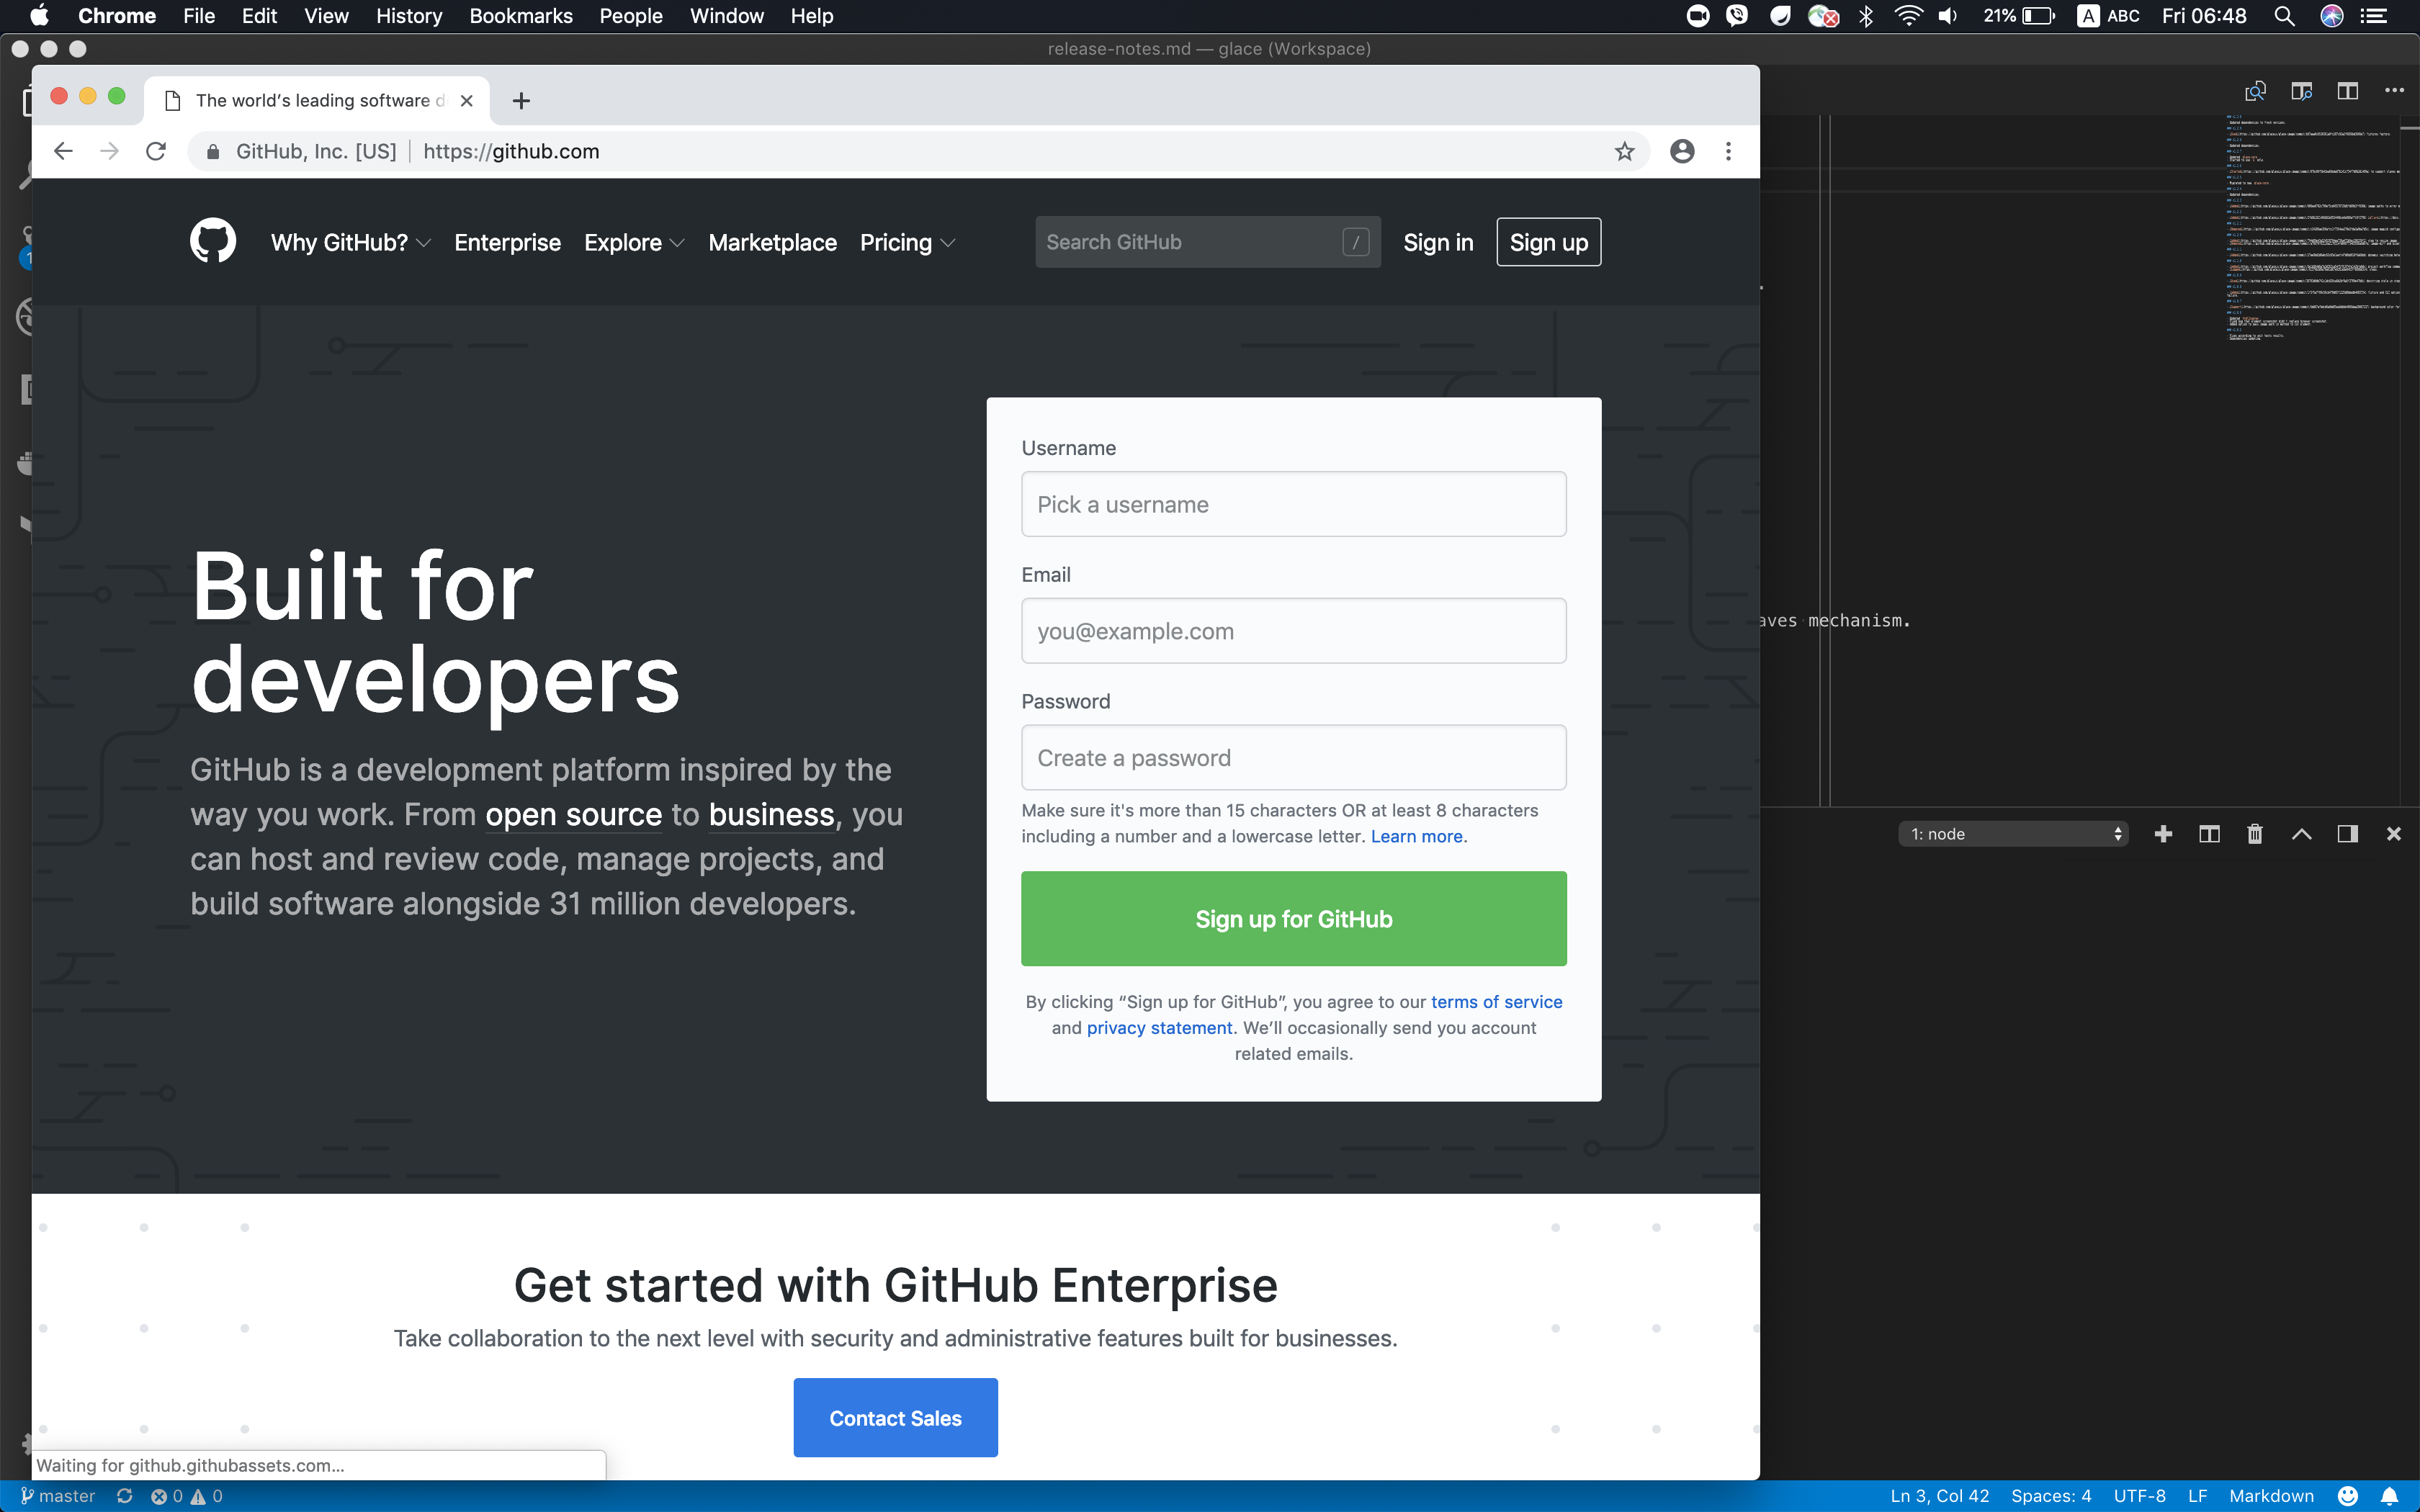 Chrome File Edit View History Bookmarks People Window Help
21% A ABC Fri 06:48
release-notes.md — glace (Workspace)
The world's leading software d
GitHub, Inc. [US] https://github.com
Why GitHub? Enterprise Explore Marketplace Pricing
Search GitHub /
Sign in Sign up
Built for
developers
GitHub is a development platform inspired by the
way you work. From open source to business, you
can host and review code, manage projects, and
build software alongside 31 million developers.
Username
Pick a username
Email
you@example.com
Password
Create a password
Make sure it's more than 15 characters OR at least 8 characters
including a number and a lowercase letter. Learn more.
Sign up for GitHub
By clicking “Sign up for GitHub”, you agree to our terms of service
and privacy statement. We’ll occasionally send you account
related emails.
aves mechanism.
1: node
Get started with GitHub Enterprise
Take collaboration to the next level with security and administrative features built for businesses.
Contact Sales
Waiting for github.githubassets.com...
master 0 0
Ln 3, Col 42 Spaces: 4 UTF-8 LF Markdown